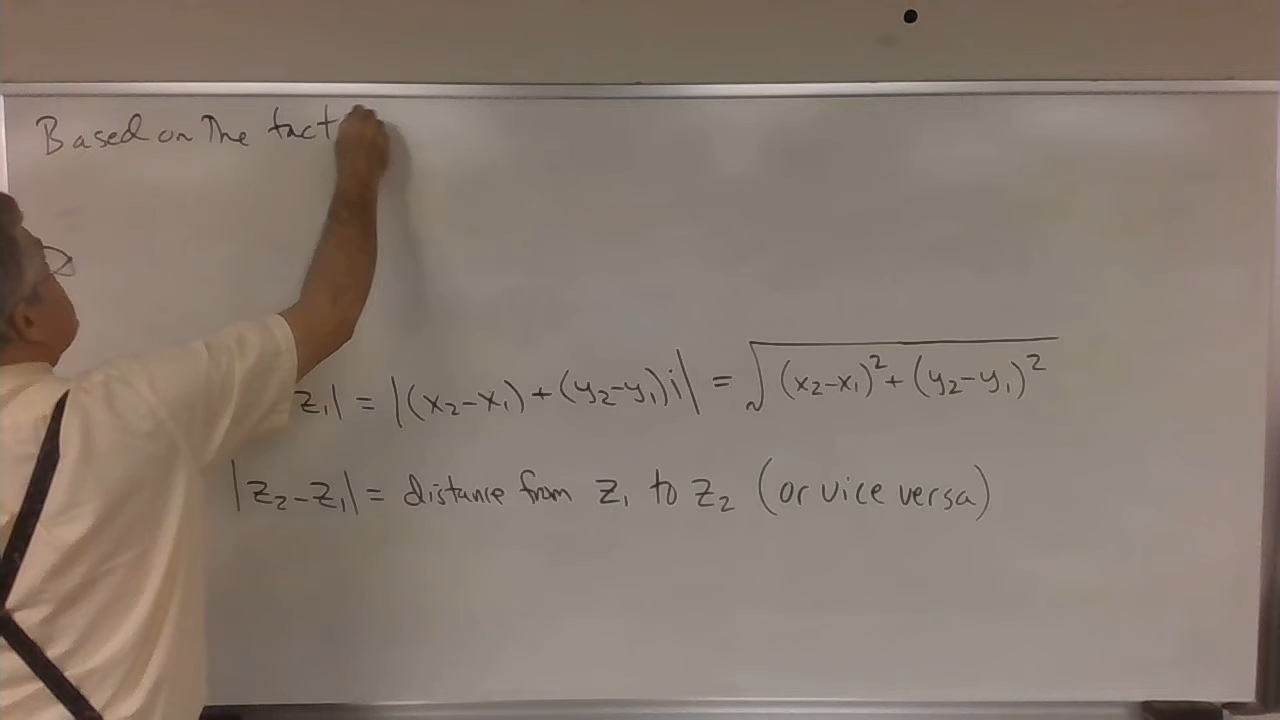 Based on The fact
z₁| = |(x₂-x₁)+(y₂-y₁)i| = √((x₂-x₁)²+(y₂-y₁)²)
|z₂-z₁| = distance from z₁ to z₂ (or vice versa)